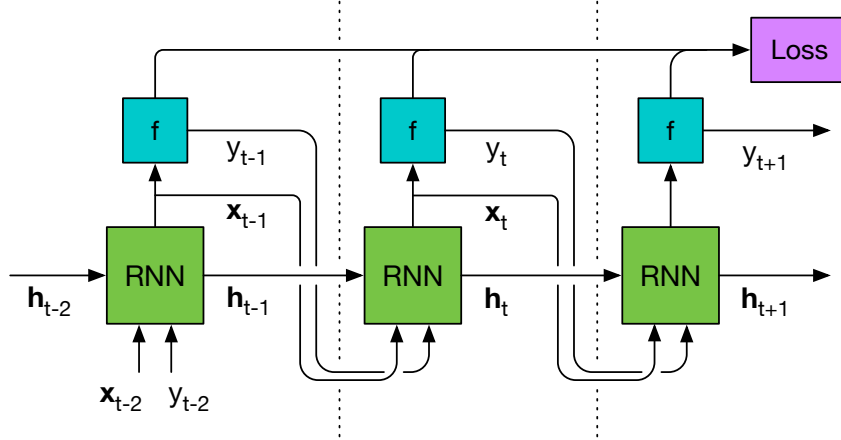 Loss
f
f
f
y_{t-1}
y_t
y_{t+1}
𝐱_{t-1}
𝐱_t
RNN
RNN
RNN
𝐡_{t-2}
𝐡_{t-1}
𝐡_t
𝐡_{t+1}
𝐱_{t-2}
y_{t-2}